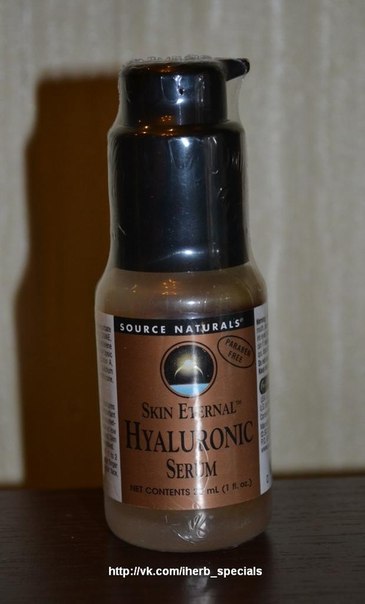 SOURCE NATURALS®
PARABEN
FREE
SKIN ETERNAL™
HYALURONIC
SERUM
NET CONTENTS mL (1 fl. oz.)
http://vk.com/iherb_specials